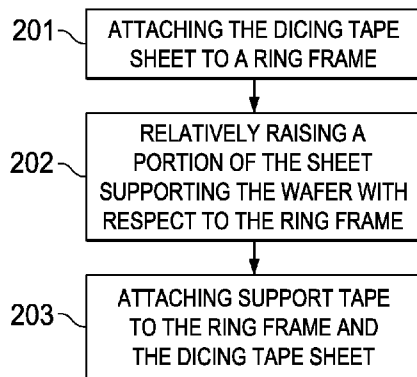 201
ATTACHING THE DICING TAPE
SHEET TO A RING FRAME
202
RELATIVELY RAISING A
PORTION OF THE SHEET
SUPPORTING THE WAFER WITH
RESPECT TO THE RING FRAME
203
ATTACHING SUPPORT TAPE
TO THE RING FRAME AND
THE DICING TAPE SHEET